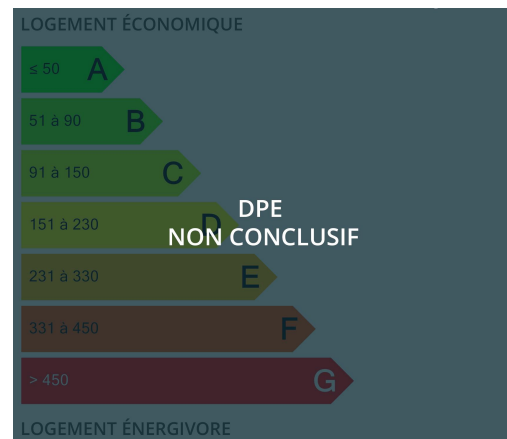 LOGEMENT ÉCONOMIQUE
≤ 50 A
51 à 90 B
91 à 150 C
DPE
151 à 230 D
NON CONCLUSIF
231 à 330 E
331 à 450 F
> 450 G
LOGEMENT ÉNERGIVORE